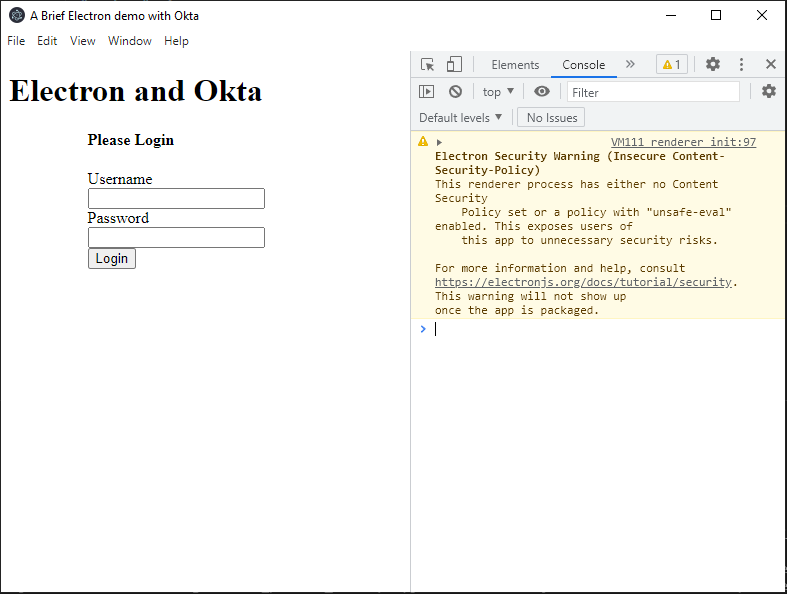 A Brief Electron demo with Okta
File Edit View Window Help
Electron and Okta
Please Login
Username
Password
Login
Elements Console » 1
top ▼ Filter
Default levels ▼ No Issues
VM111 renderer_init:97
Electron Security Warning (Insecure Content-
Security-Policy)
This renderer process has either no Content
Security
Policy set or a policy with "unsafe-eval"
enabled. This exposes users of
this app to unnecessary security risks.
For more information and help, consult
https://electronjs.org/docs/tutorial/security.
This warning will not show up
once the app is packaged.